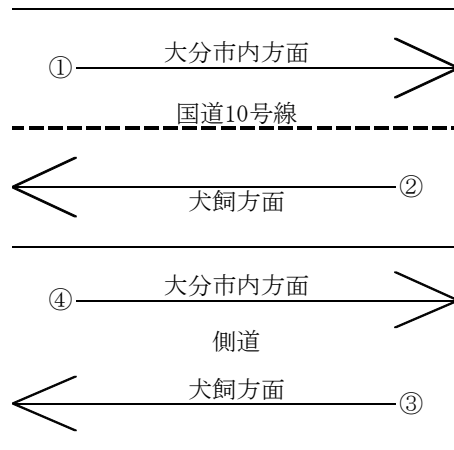 大分市内方面
①
国道10号線
②
犬飼方面
大分市内方面
④
側道
犬飼方面
③